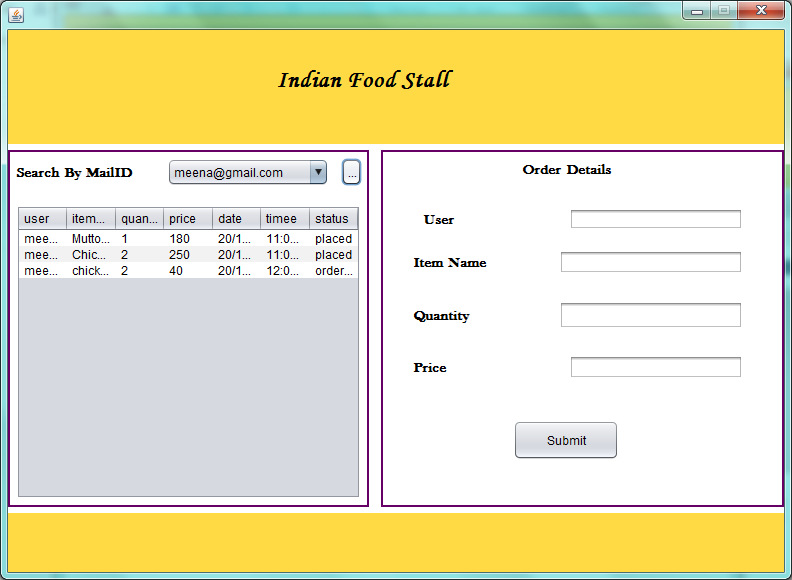 Indian Food Stall
Search By MailID meena@gmail.com ...
user item... quan... price date timee status
mee... Mutto... 1 180 20/1... 11:0... placed
mee... Chic... 2 250 20/1... 11:0... placed
mee... chick... 2 40 20/1... 12:0... order...
Order Details
User
Item Name
Quantity
Price
Submit